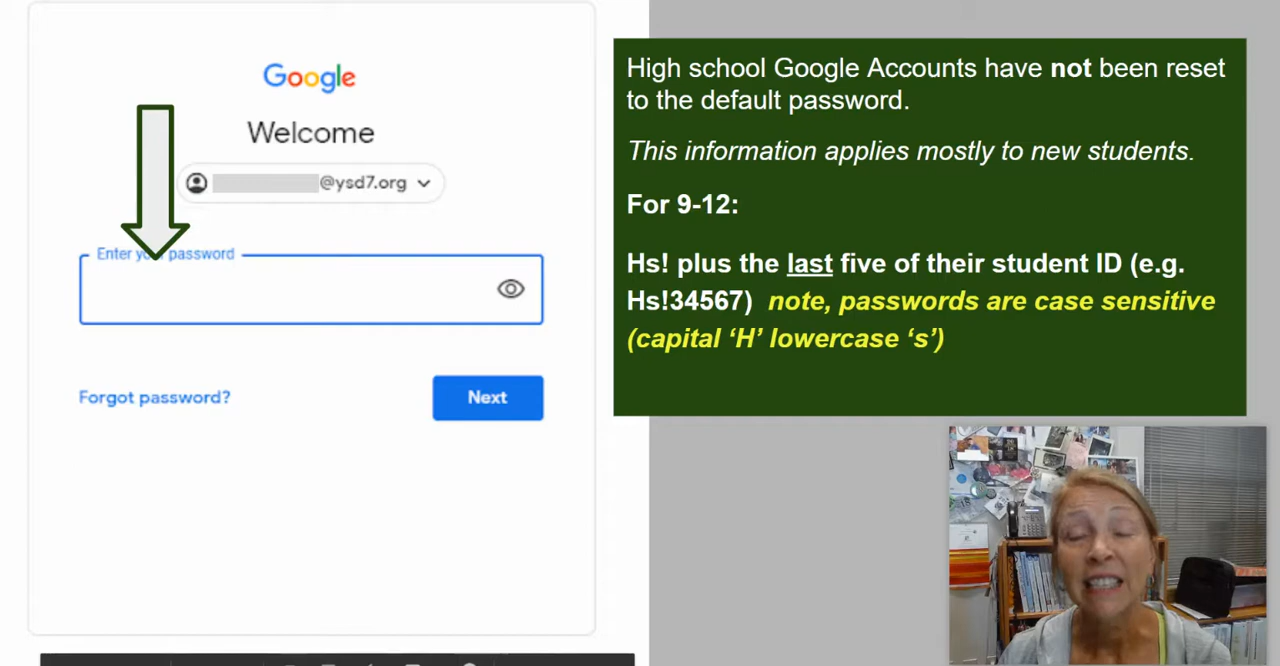 Google
Welcome
@ysd7.org
Enter your password
Forgot password?
Next
High school Google Accounts have not been reset
to the default password.
This information applies mostly to new students.
For 9-12:
Hs! plus the last five of their student ID (e.g.
Hs!34567) note, passwords are case sensitive
(capital ‘H’ lowercase ‘s’)